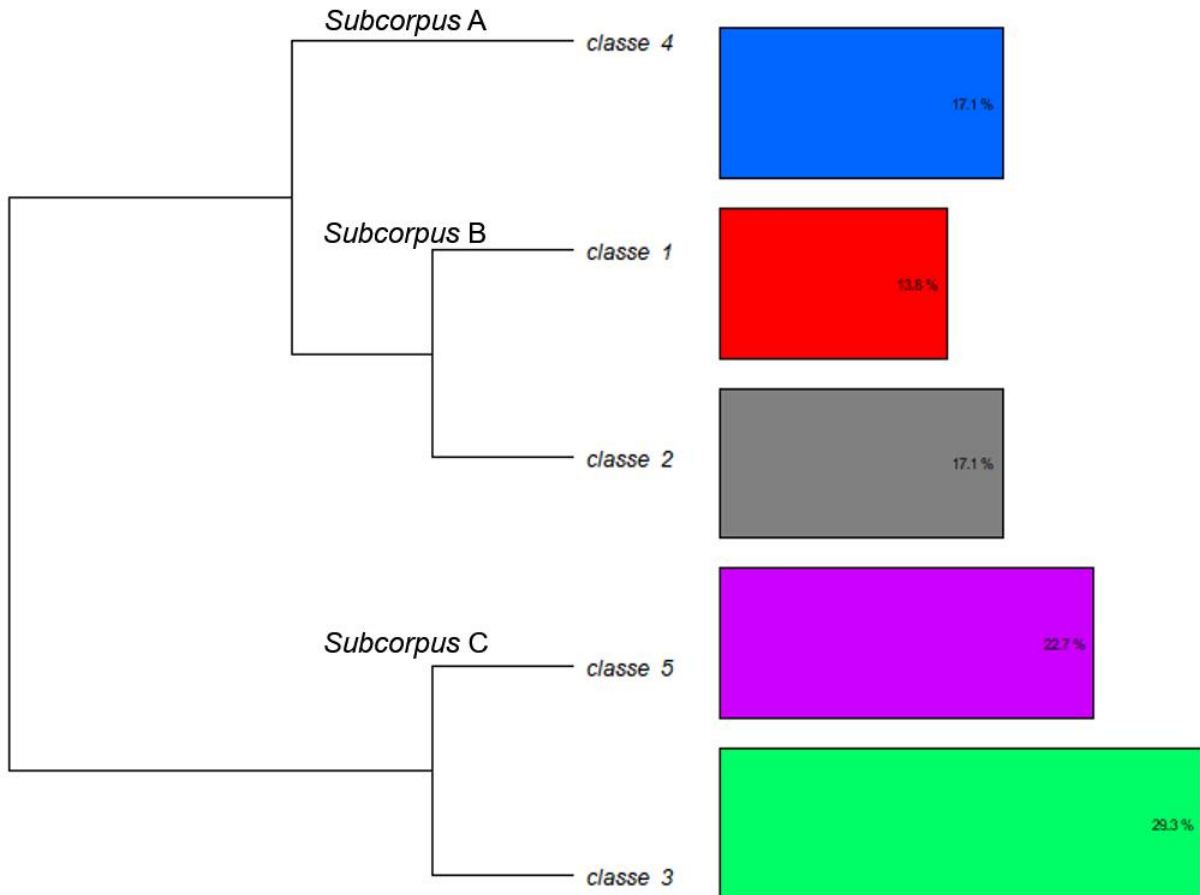 Subcorpus A
classe 4
17.1 %
Subcorpus B
classe 1
13.8 %
classe 2
17.1 %
Subcorpus C
classe 5
22.7 %
classe 3
29.3 %